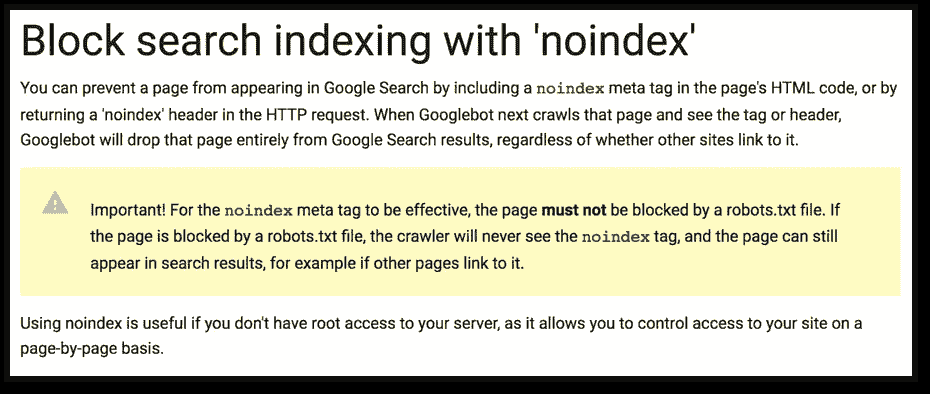 Block search indexing with 'noindex'
You can prevent a page from appearing in Google Search by including a noindex meta tag in the page's HTML code, or by
returning a 'noindex' header in the HTTP request. When Googlebot next crawls that page and see the tag or header,
Googlebot will drop that page entirely from Google Search results, regardless of whether other sites link to it.
Important! For the noindex meta tag to be effective, the page must not be blocked by a robots.txt file. If
the page is blocked by a robots.txt file, the crawler will never see the noindex tag, and the page can still
appear in search results, for example if other pages link to it.
Using noindex is useful if you don't have root access to your server, as it allows you to control access to your site on a
page-by-page basis.